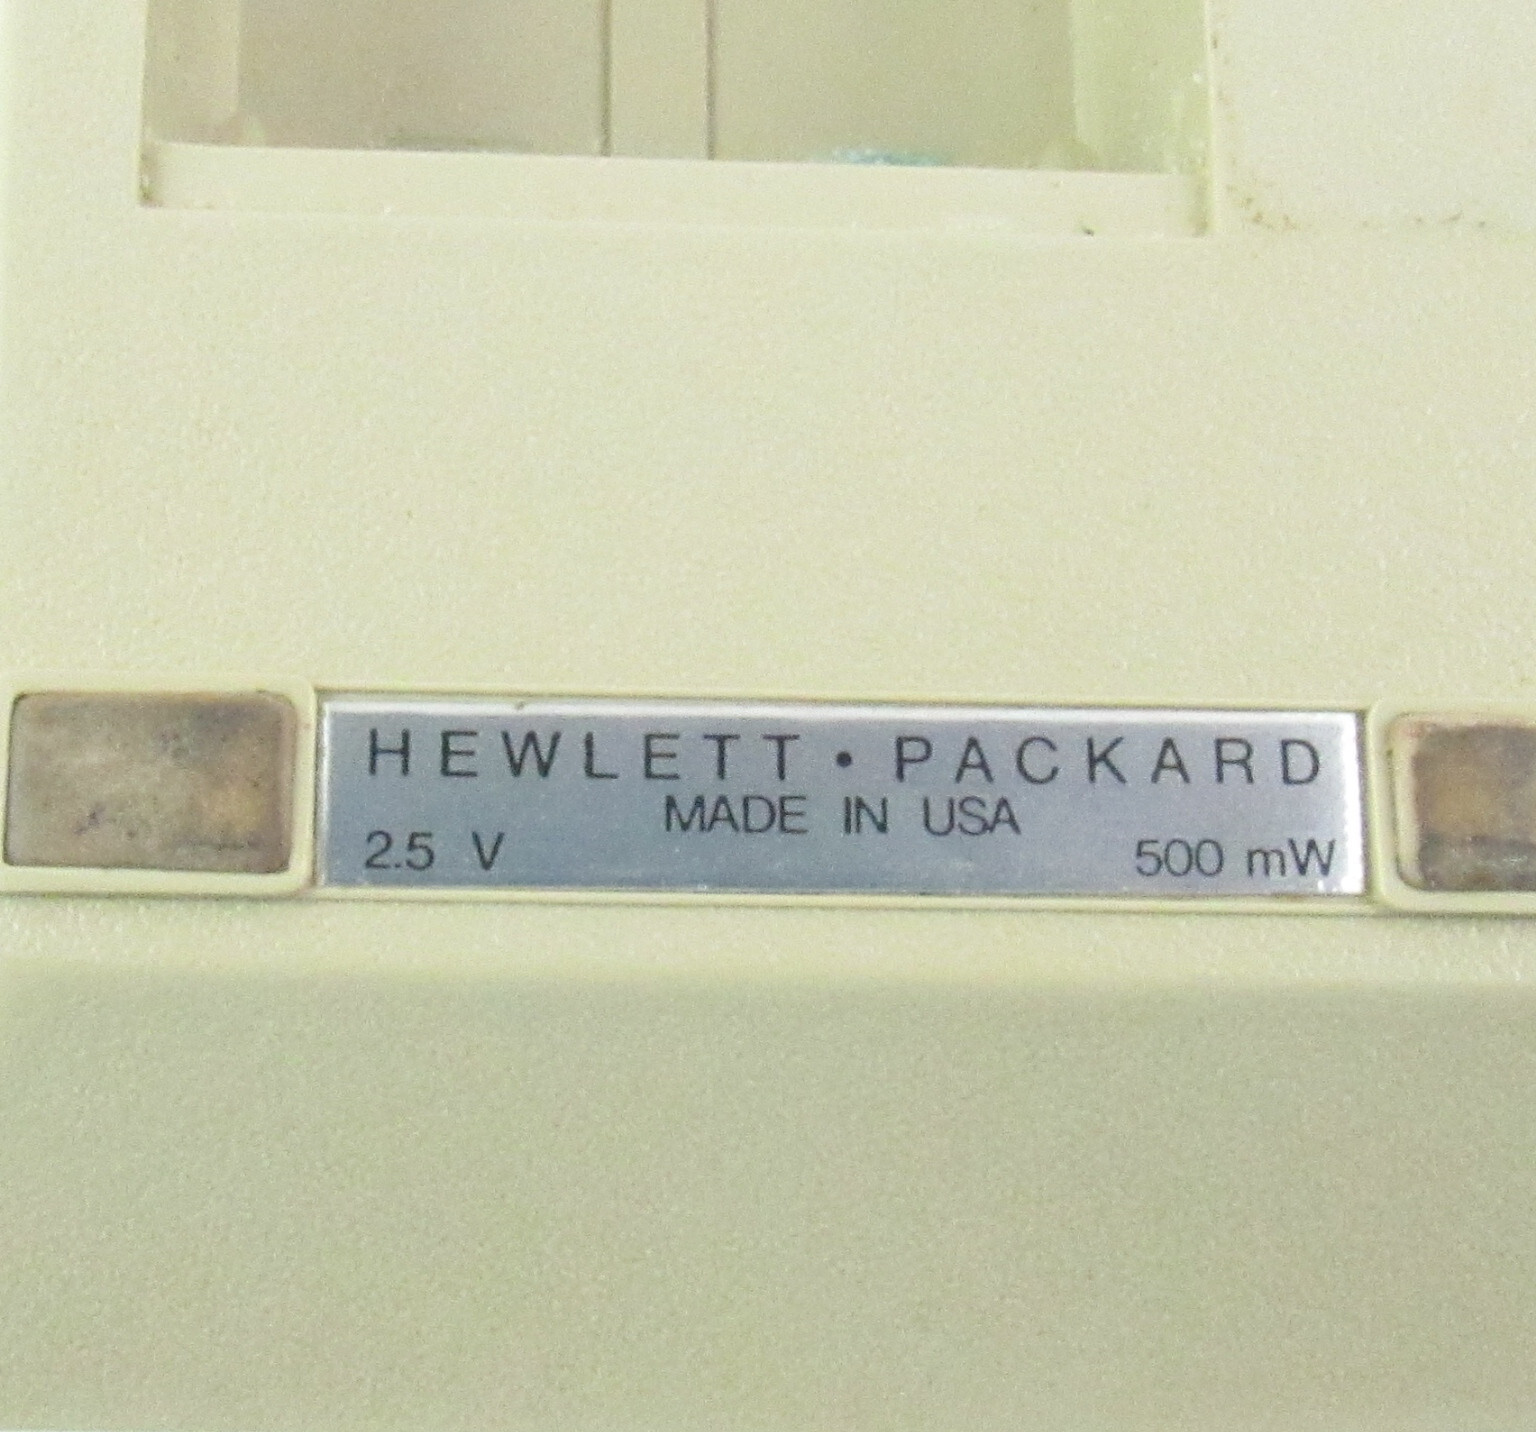 HEWLETT • PACKARD
MADE IN USA
2.5 V 500 mW